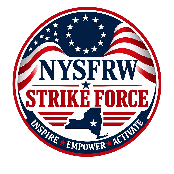 NYSFRW
STRIKE FORCE
INSPIRE ★ EMPOWER ★ ACTIVATE